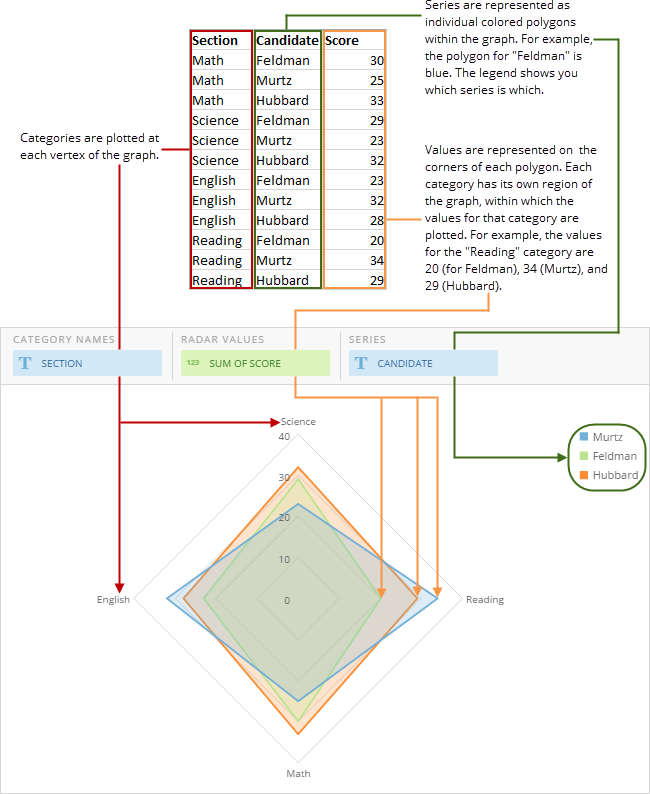 Series are represented as
individual colored polygons
within the graph. For example,
the polygon for "Feldman" is
blue. The legend shows you
which series is which.
Section Candidate Score
Math Feldman 30
Math Murtz 25
Math Hubbard 33
Science Feldman 29
Science Murtz 23
Science Hubbard 32
English Feldman 23
English Murtz 32
English Hubbard 28
Reading Feldman 20
Reading Murtz 34
Reading Hubbard 29
Categories are plotted at
each vertex of the graph.
Values are represented on the
corners of each polygon. Each
category has its own region of
the graph, within which the
values for that category are
plotted. For example, the values
for the "Reading" category are
20 (for Feldman), 34 (Murtz), and
29 (Hubbard).
CATEGORY NAMES RADAR VALUES SERIES
T SECTION 123 SUM OF SCORE T CANDIDATE
Science
40
30
20
10
0
English
Reading
Math
Murtz
Feldman
Hubbard